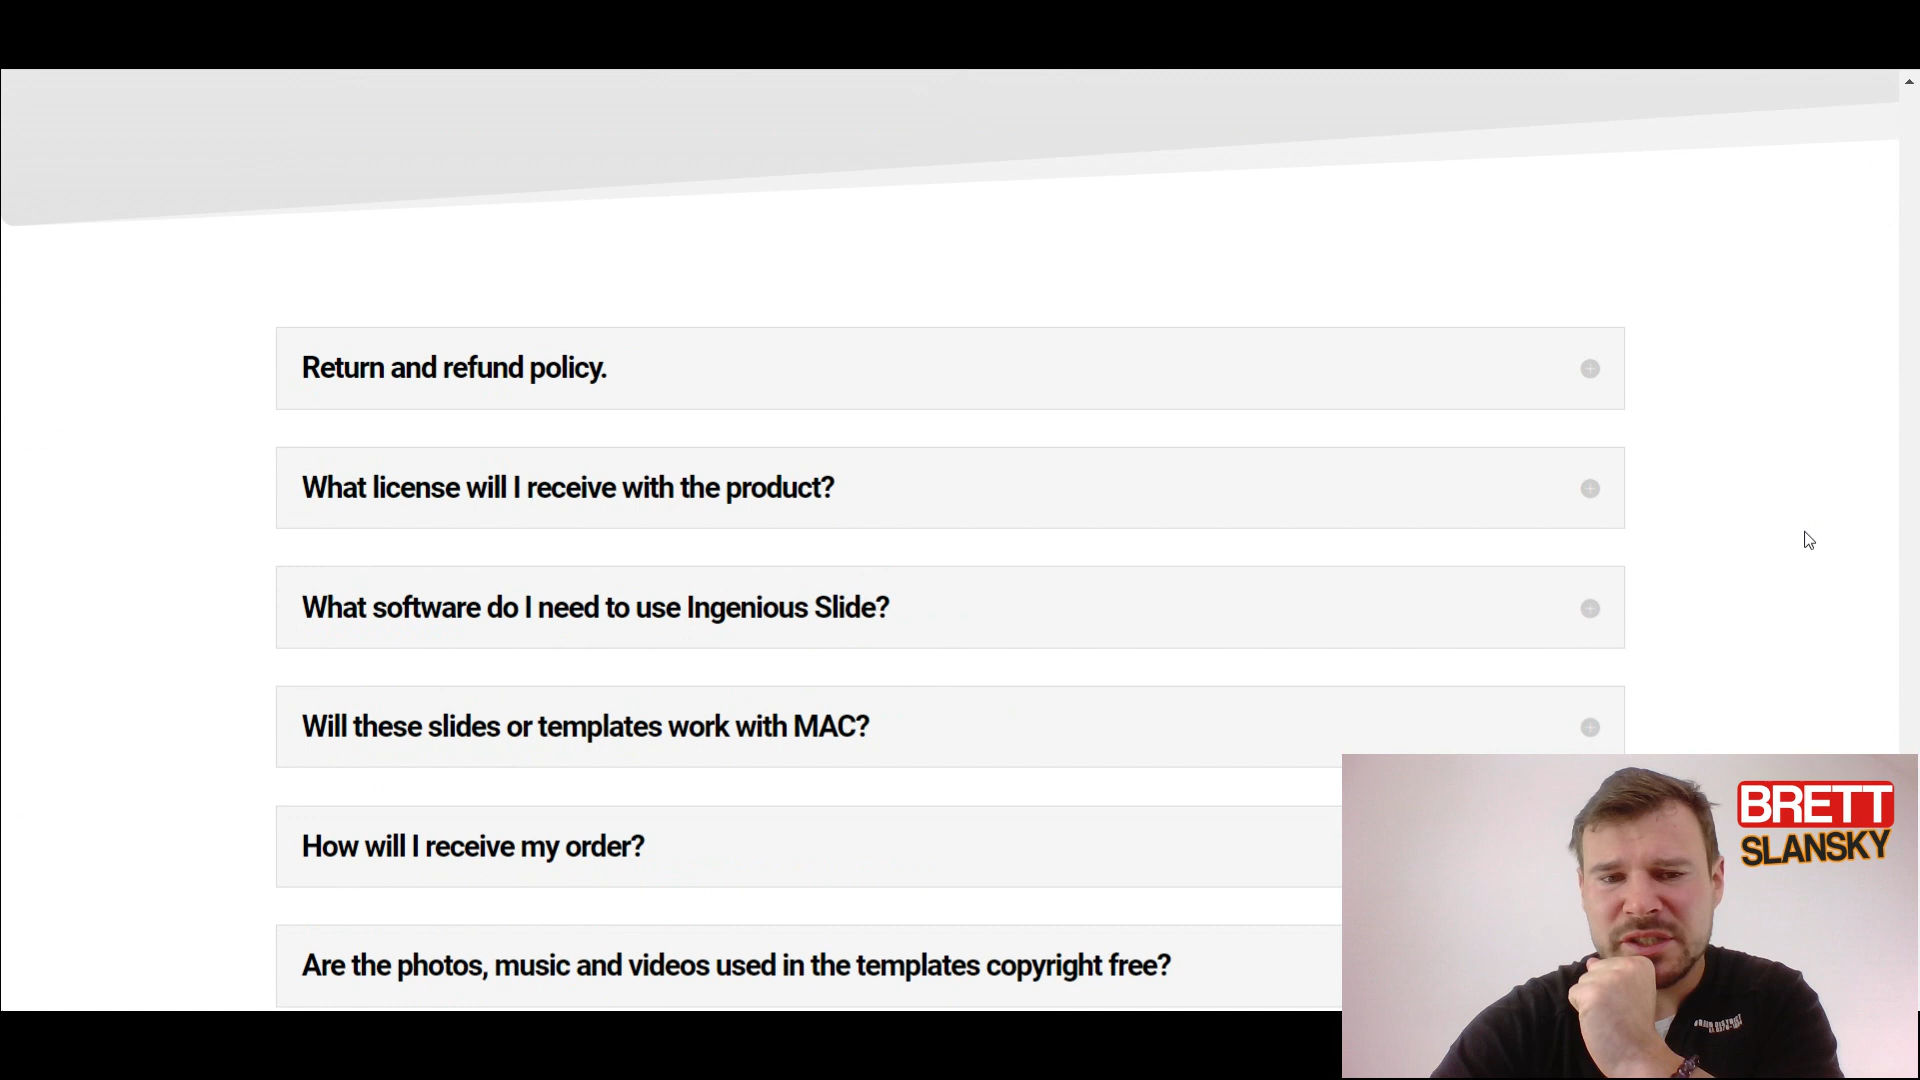 Return and refund policy.
What license will I receive with the product?
What software do I need to use Ingenious Slide?
Will these slides or templates work with MAC?
How will I receive my order?
Are the photos, music and videos used in the templates copyright free?
BRETT
SLANSKY